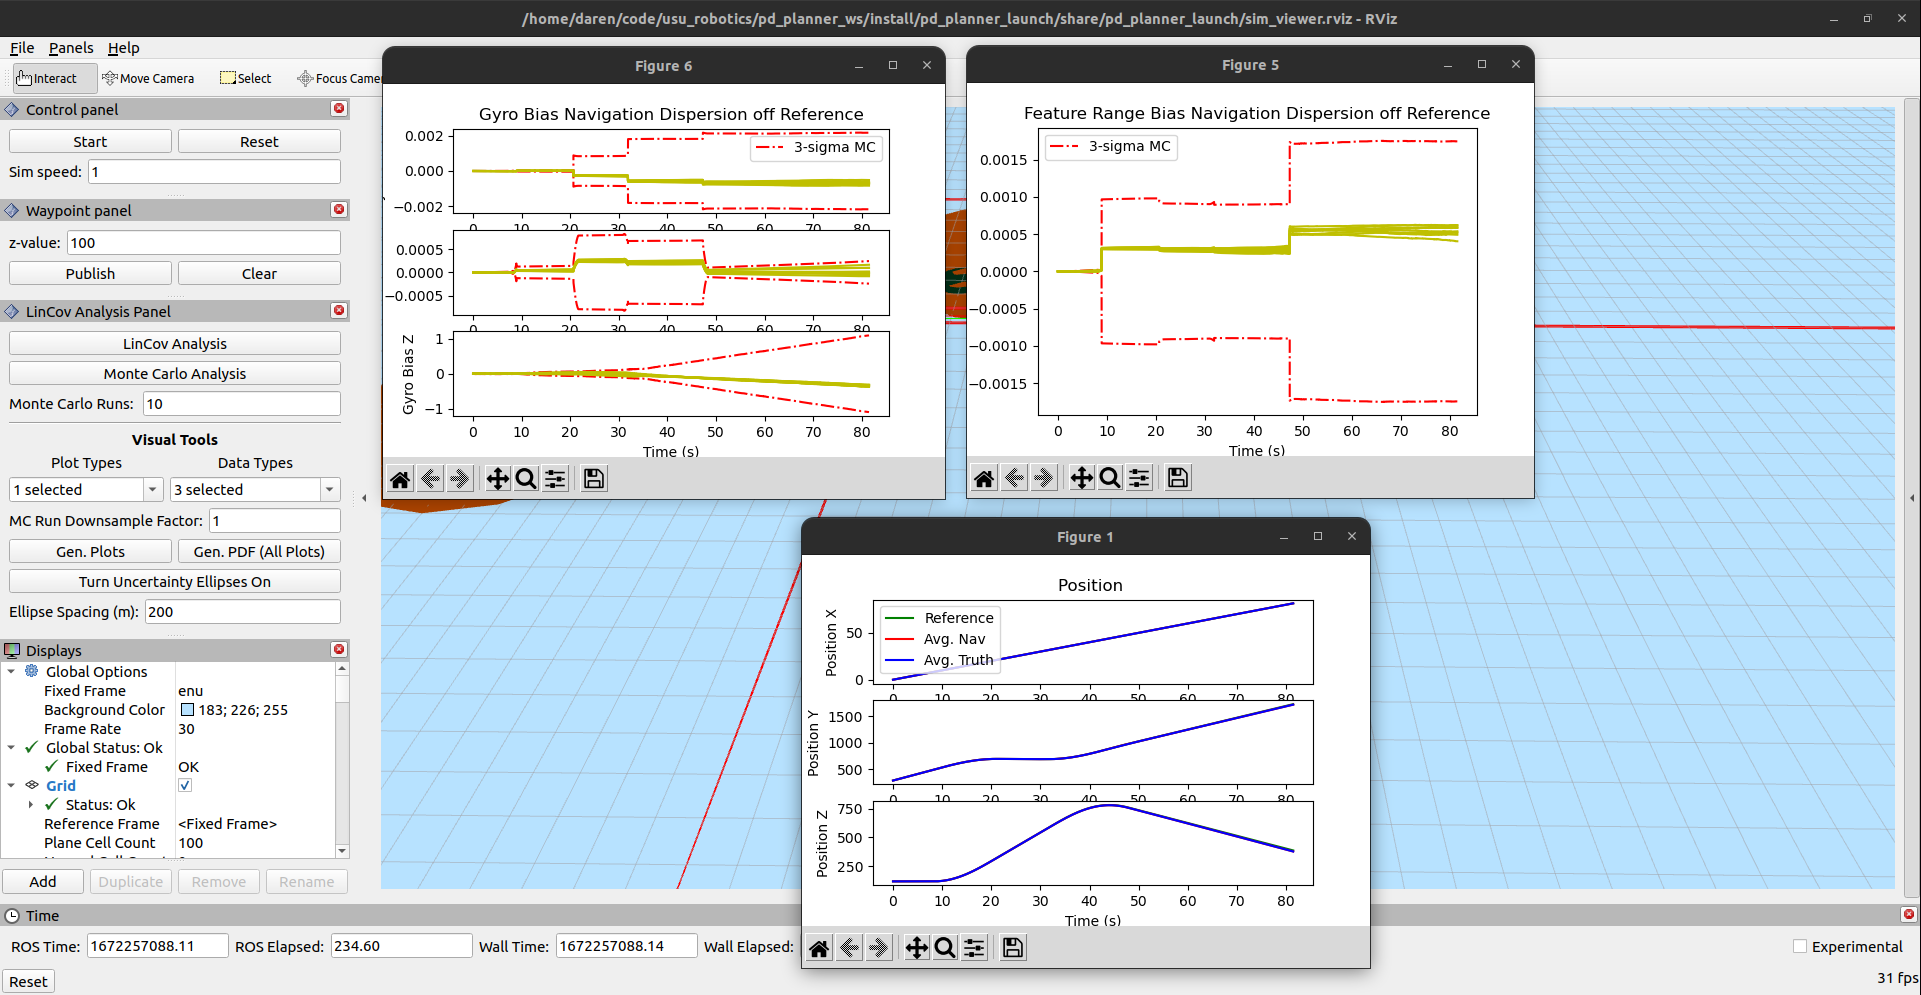 /home/daren/code/usu_robotics/pd_planner_ws/install/pd_planner_launch/share/pd_planner_launch/sim_viewer.rviz - RViz
File Panels Help
Interact Move Camera Select Focus Camer
Control panel
Start Reset
Sim speed: 1
Waypoint panel
z-value: 100
Publish Clear
LinCov Analysis Panel
LinCov Analysis
Monte Carlo Analysis
Monte Carlo Runs: 10
Visual Tools
Plot Types Data Types
1 selected 3 selected
MC Run Downsample Factor: 1
Gen. Plots Gen. PDF (All Plots)
Turn Uncertainty Ellipses On
Ellipse Spacing (m): 200
Displays
Global Options
Fixed Frame enu
Background Color 183; 226; 255
Frame Rate 30
Global Status: Ok
Fixed Frame OK
Grid
Status: Ok
Reference Frame <Fixed Frame>
Plane Cell Count 100
Add Duplicate Remove Rename
Figure 6
Gyro Bias Navigation Dispersion off Reference
0.002
0.000
−0.002
3-sigma MC
0 10 20 30 40 50 60 70 80
0.0005
0.0000
−0.0005
0 10 20 30 40 50 60 70 80
Gyro Bias Z
1
0
−1
0 10 20 30 40 50 60 70 80
Time (s)
Figure 5
Feature Range Bias Navigation Dispersion off Reference
3-sigma MC
0.0015
0.0010
0.0005
0.0000
−0.0005
−0.0010
−0.0015
0 10 20 30 40 50 60 70 80
Time (s)
Figure 1
Position
Reference
Avg. Nav
Avg. Truth
Position X
50
0
0 10 20 30 40 50 60 70 80
Position Y
1500
1000
500
0 10 20 30 40 50 60 70 80
Position Z
750
500
250
0 10 20 30 40 50 60 70 80
Time (s)
Time
ROS Time: 1672257088.11 ROS Elapsed: 234.60 Wall Time: 1672257088.14 Wall Elapsed: Experimental
Reset 31 fps